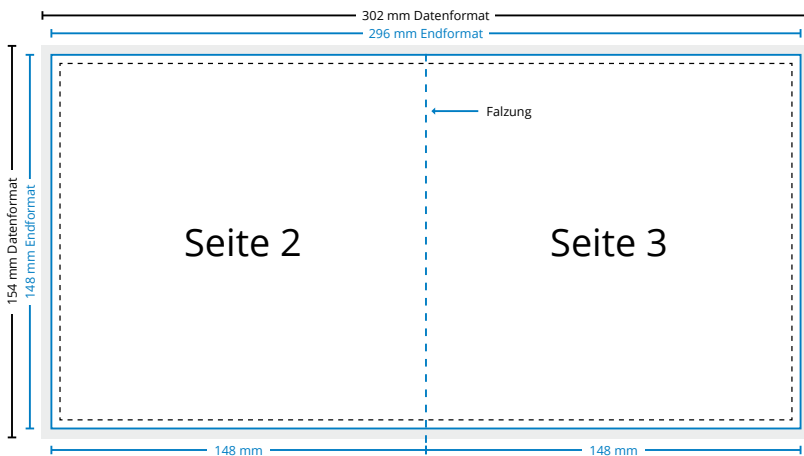 302 mm Datenformat
296 mm Endformat
Falzung
154 mm Datenformat
148 mm Endformat
Seite 2
Seite 3
148 mm
148 mm